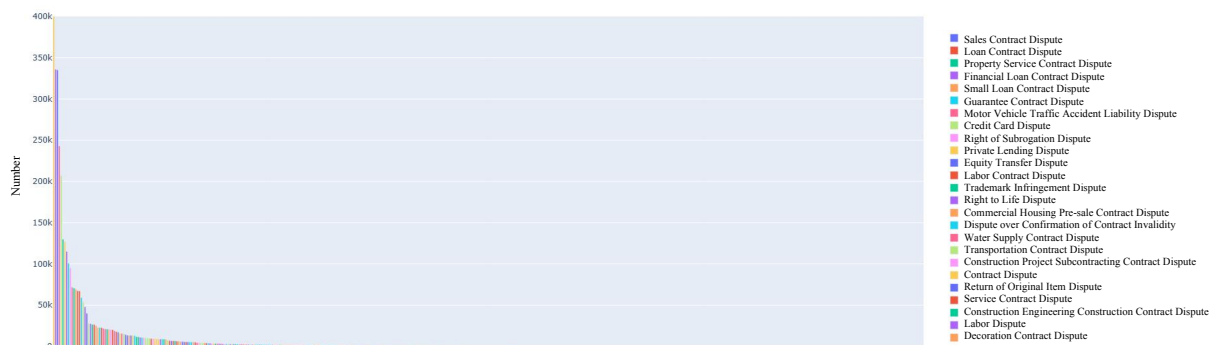 400k
350k
300k
250k
200k
150k
100k
50k
0
Number
Sales Contract Dispute
Loan Contract Dispute
Property Service Contract Dispute
Financial Loan Contract Dispute
Small Loan Contract Dispute
Guarantee Contract Dispute
Motor Vehicle Traffic Accident Liability Dispute
Credit Card Dispute
Right of Subrogation Dispute
Private Lending Dispute
Equity Transfer Dispute
Labor Contract Dispute
Trademark Infringement Dispute
Right to Life Dispute
Commercial Housing Pre-sale Contract Dispute
Dispute over Confirmation of Contract Invalidity
Water Supply Contract Dispute
Transportation Contract Dispute
Construction Project Subcontracting Contract Dispute
Contract Dispute
Return of Original Item Dispute
Service Contract Dispute
Construction Engineering Construction Contract Dispute
Labor Dispute
Decoration Contract Dispute